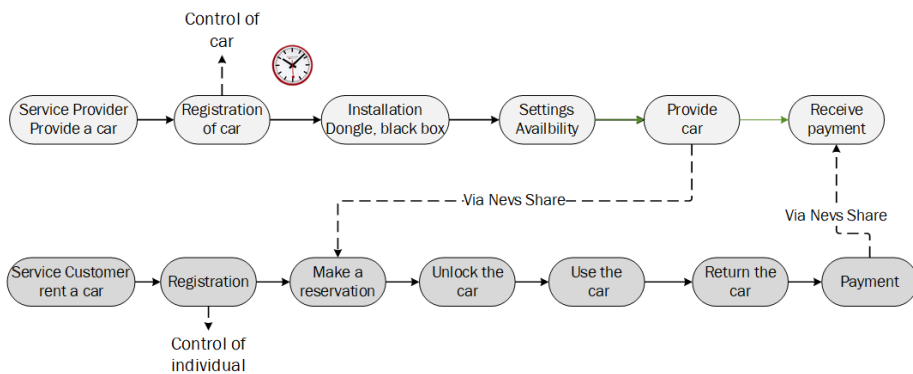 Control of
car
Service Provider
Provide a car
Registration
of car
Installation
Dongle, black box
Settings
Availbility
Provide
car
Receive
payment
Via Nevs Share
Via Nevs Share
Service Customer
rent a car
Registration
Make a
reservation
Unlock the
car
Use the
car
Return the
car
Payment
Control of
individual